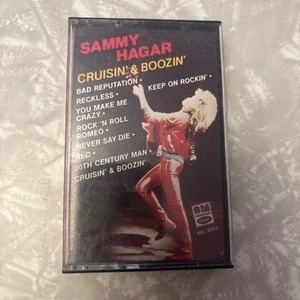 SAMMY
HAGAR
CRUISIN' & BOOZIN'
BAD REPUTATION •
RECKLESS • KEEP ON ROCKIN' •
YOU MAKE ME
CRAZY •
ROCK 'N ROLL
ROMEO •
NEVER SAY DIE •
RED •
20TH CENTURY MAN •
CRUISIN' & BOOZIN'
Capitol